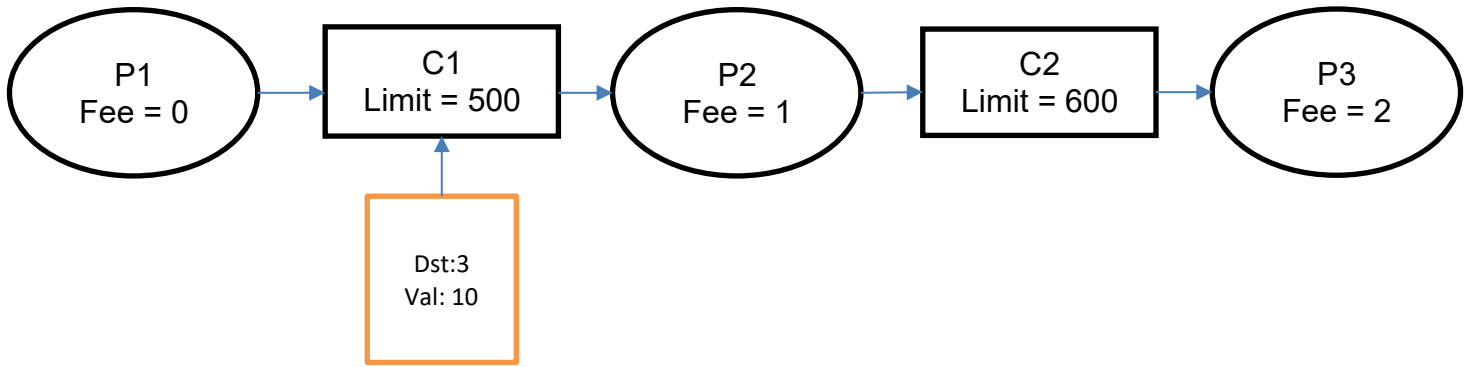 P1
Fee = 0
C1
Limit = 500
P2
Fee = 1
C2
Limit = 600
P3
Fee = 2
Dst:3
Val: 10